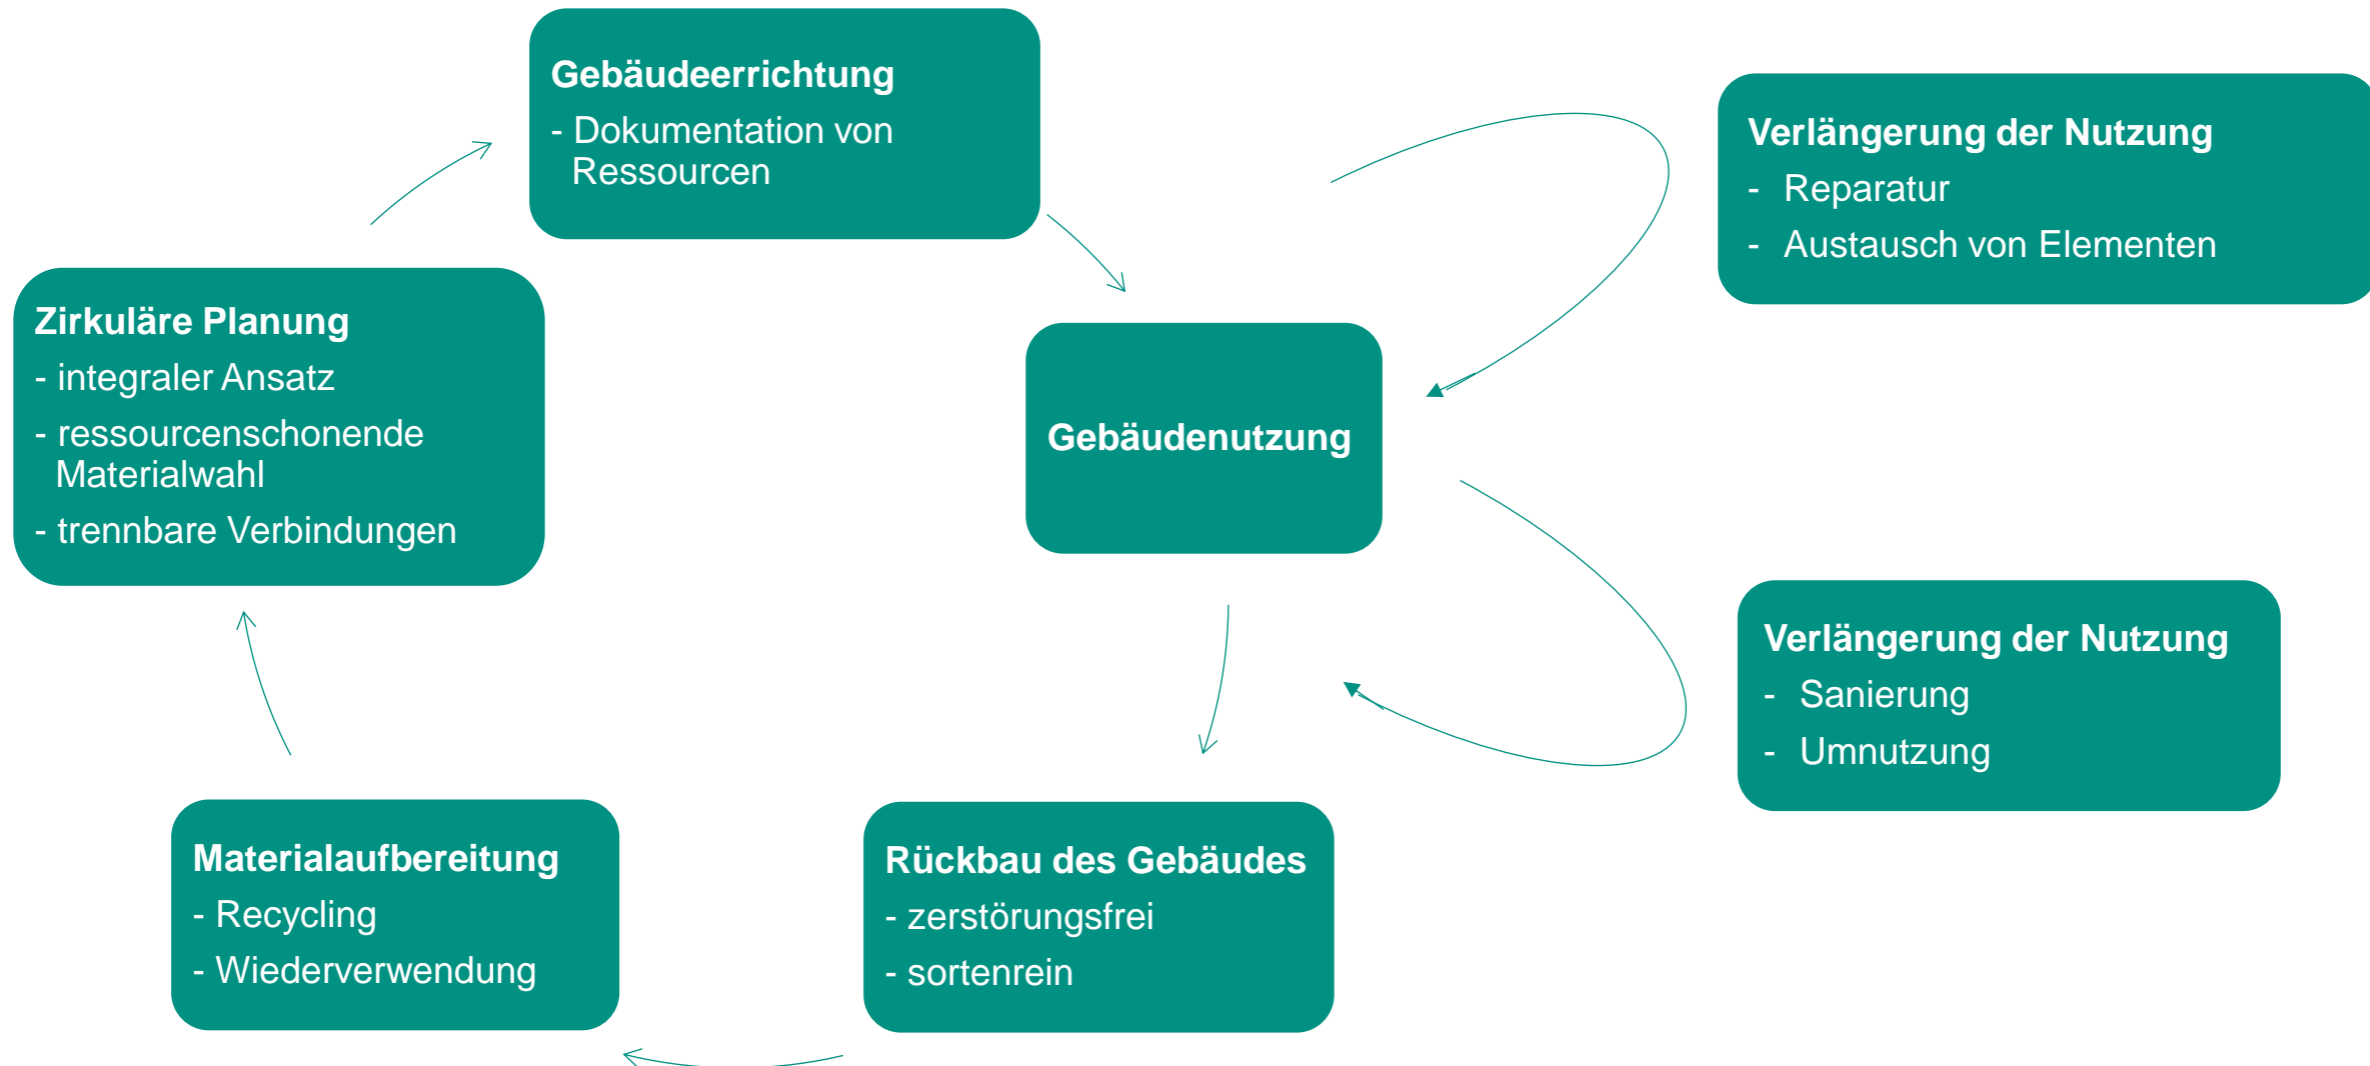 Gebäudeerrichtung
- Dokumentation von
Ressourcen
Verlängerung der Nutzung
- Reparatur
- Austausch von Elementen
Zirkuläre Planung
- integraler Ansatz
- ressourcenschonende
Materialwahl
- trennbare Verbindungen
Gebäudenutzung
Verlängerung der Nutzung
- Sanierung
- Umnutzung
Materialaufbereitung
- Recycling
- Wiederverwendung
Rückbau des Gebäudes
- zerstörungsfrei
- sortenrein